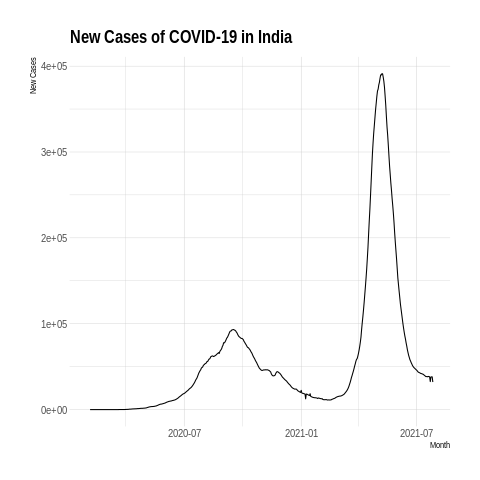 New Cases of COVID-19 in India
New Cases
4e+05
3e+05
2e+05
1e+05
0e+00
2020-07
2021-01
2021-07
Month